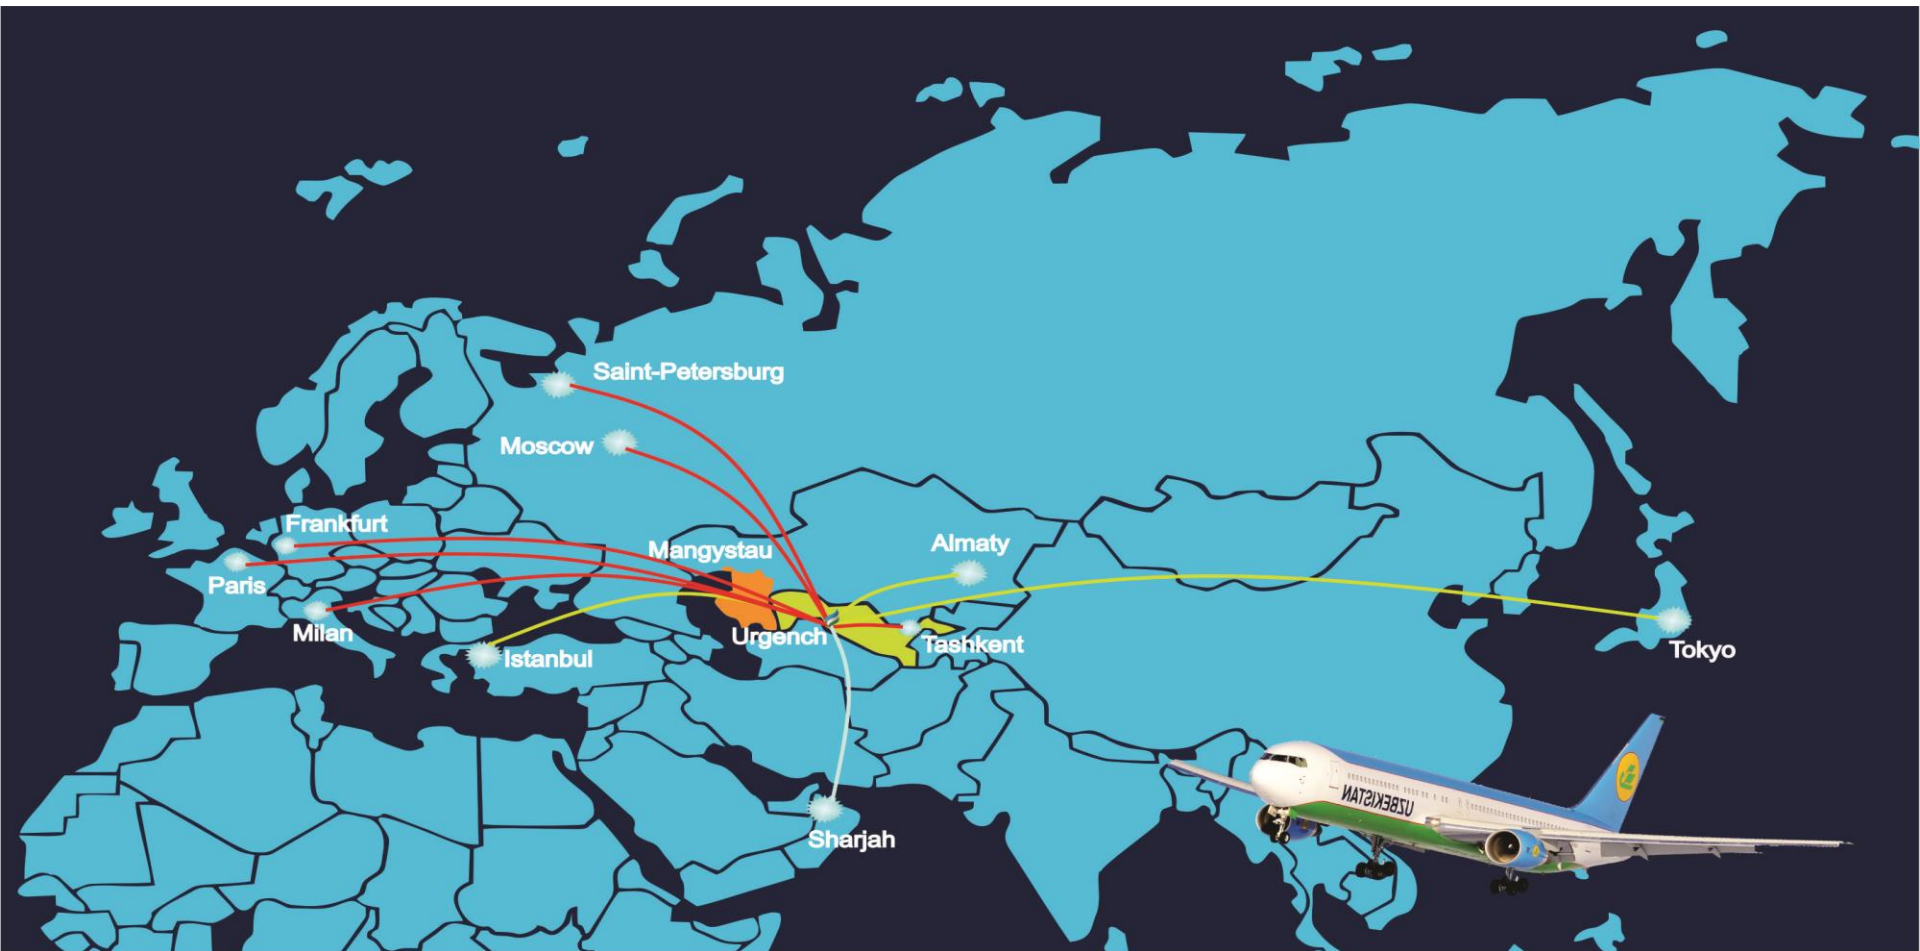 Saint-Petersburg
Moscow
Frankfurt
Mangystau
Almaty
Paris
Milan
Urgench
Tashkent
Istanbul
Tokyo
UZBEKISTAN
Sharjah